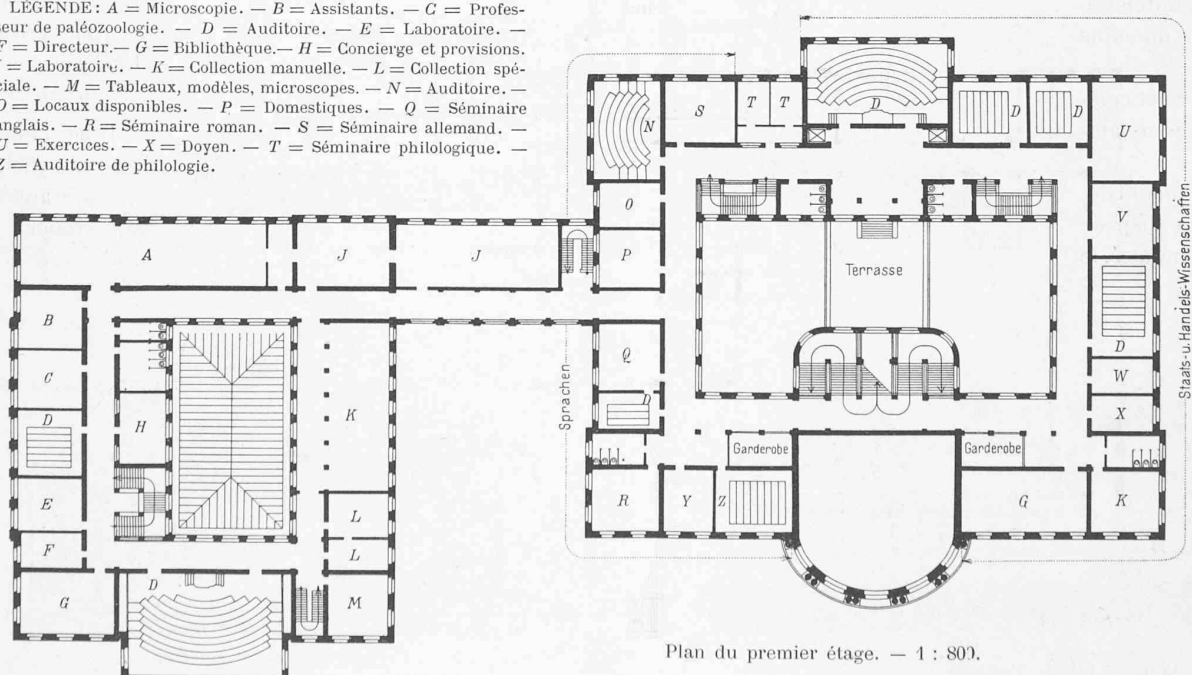 LÉGENDE: A = Microscopie. — B = Assistants. — C = Profes-
seur de paléozoologie. — D = Auditoire. — E = Laboratoire. —
F = Directeur.— G = Bibliothèque.— H = Concierge et provisions.
= Laboratoire. — K = Collection manuelle. — L = Collection spé-
ciale. — M = Tableaux, modèles, microscopes. — N = Auditoire. —
O = Locaux disponibles. — P = Domestiques. — Q = Séminaire
anglais. — R = Séminaire roman. — S = Séminaire allemand. —
U = Exercices. — X = Doyen. — T = Séminaire philologique. —
Z = Auditoire de philologie.
N
S
T
T
D
D
D
U
O
P
V
Terrasse
Staats- u. Handels-Wissenschaften
A
J
J
B
C
D
E
F
G
H
K
L
L
M
D
Sprachen
Q
D
D
W
X
Garderobe
Garderobe
R
Y
Z
G
K
Plan du premier étage. — 1 : 800.